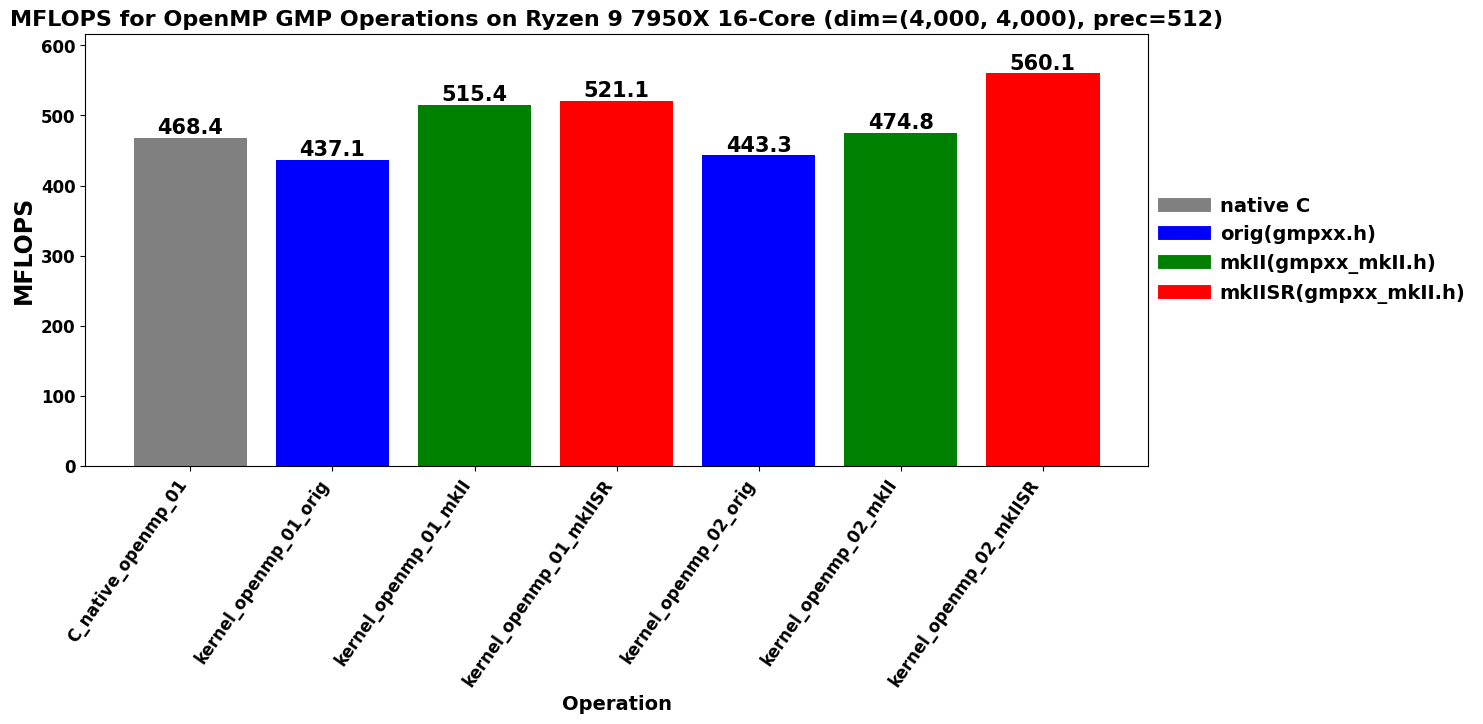 MFLOPS for OpenMP GMP Operations on Ryzen 9 7950X 16-Core (dim=(4,000, 4,000), prec=512)
MFLOPS
600
500
400
300
200
100
0
468.4
437.1
515.4
521.1
443.3
474.8
560.1
C_native_openmp_01
kernel_openmp_01_orig
kernel_openmp_01_mkII
kernel_openmp_01_mkIISR
kernel_openmp_02_orig
kernel_openmp_02_mkII
kernel_openmp_02_mkIISR
Operation
native C
orig(gmpxx.h)
mkII(gmpxx_mkII.h)
mkIISR(gmpxx_mkII.h)